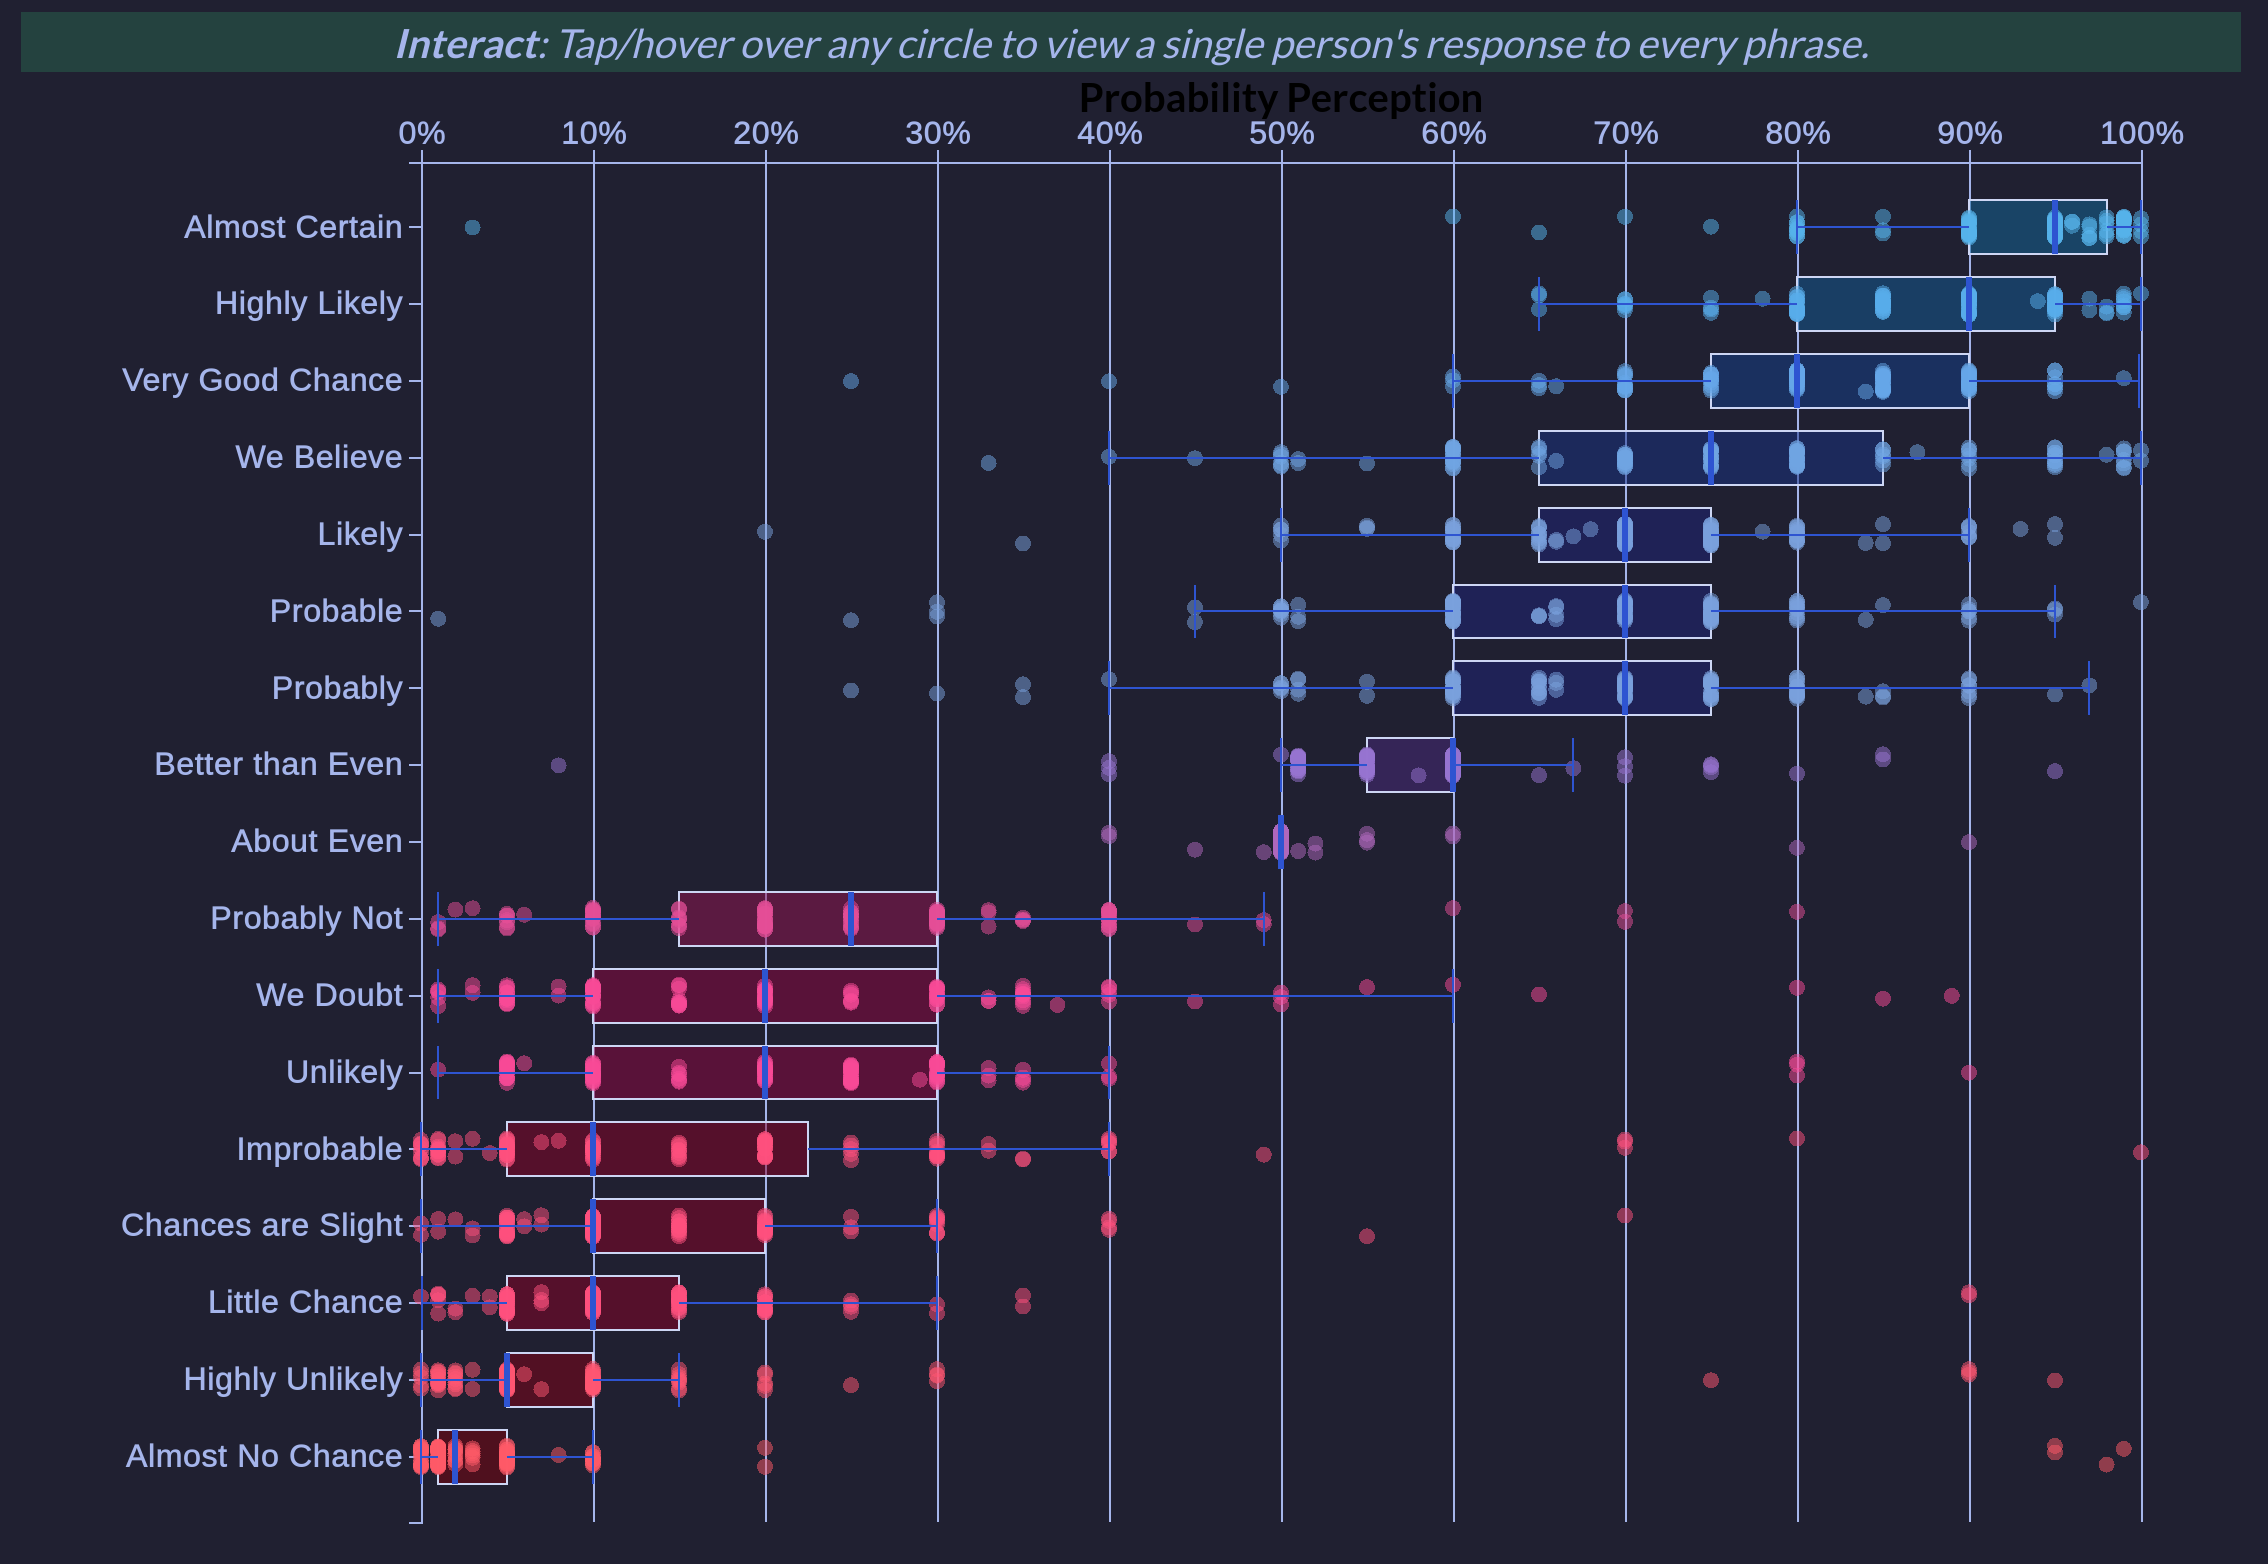 Interact: Tap/hover over any circle to view a single person's response to every phrase.
Probability Perception
0% 10% 20% 30% 40% 50% 60% 70% 80% 90% 100%
Almost Certain
Highly Likely
Very Good Chance
We Believe
Likely
Probable
Probably
Better than Even
About Even
Probably Not
We Doubt
Unlikely
Improbable
Chances are Slight
Little Chance
Highly Unlikely
Almost No Chance